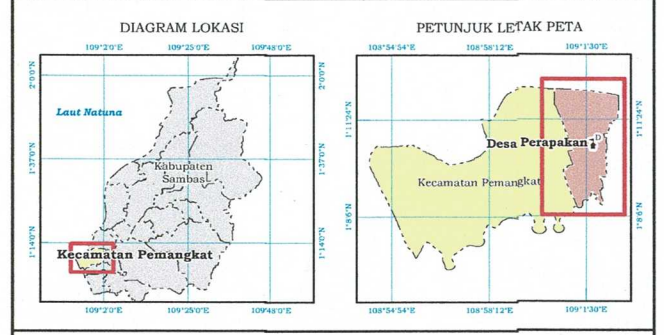 DIAGRAM LOKASI
109°2'0"E 109°25'0"E 109°48'0"E
2°0'0"N 2°0'0"N
Laut Natuna
1°37'0"N 1°37'0"N
Kabupaten
Sambas
1°14'0"N 1°14'0"N
Kecamatan Pemangkat
109°2'0"E 109°25'0"E 109°48'0"E
PETUNJUK LETAK PETA
108°54'54"E 108°58'12"E 109°1'30"E
1°11'24"N 1°11'24"N
D
Desa Perapakan
Kecamatan Pemangkat
1°8'6"N 1°8'6"N
108°54'54"E 108°58'12"E 109°1'30"E